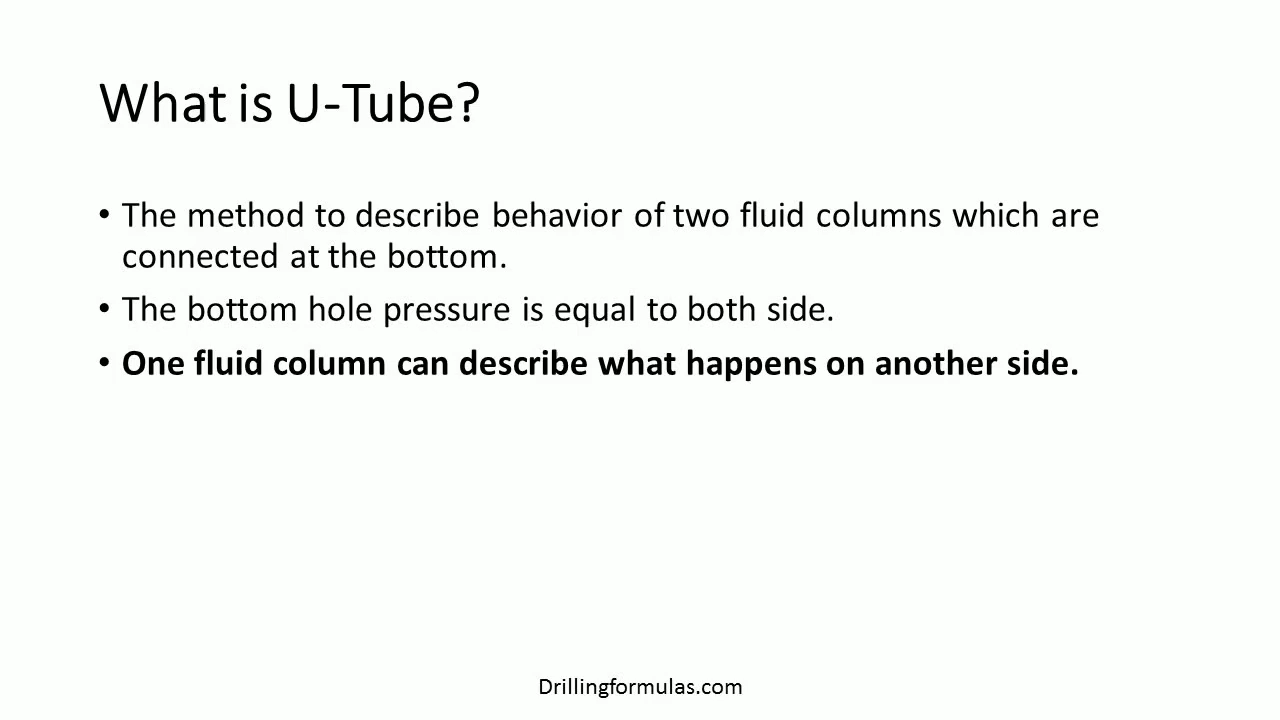 What is U-Tube?
• The method to describe behavior of two fluid columns which are
connected at the bottom.
• The bottom hole pressure is equal to both side.
• One fluid column can describe what happens on another side.
Drillingformulas.com